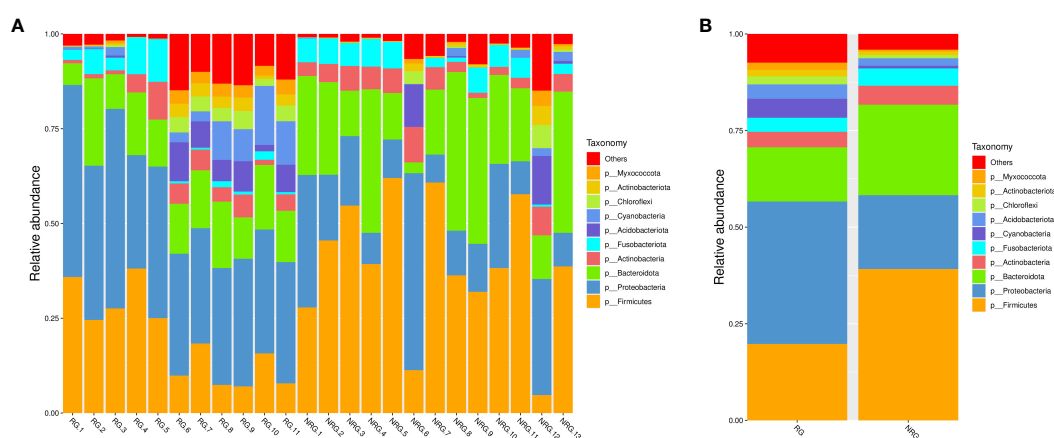 A
B
Relative abundance
1.00
0.75
0.50
0.25
0.00
RG.1
RG.2
RG.3
RG.4
RG.5
RG.6
RG.7
RG.8
RG.9
RG.10
RG.11
NRG.1
NRG.2
NRG.3
NRG.4
NRG.5
NRG.6
NRG.7
NRG.8
NRG.9
NRG.10
NRG.11
NRG.12
NRG.13
Taxonomy
Others
p__Myxococcota
p__Actinobacteriota
p__Chloroflexi
p__Cyanobacteria
p__Acidobacteriota
p__Fusobacteriota
p__Actinobacteria
p__Bacteroidota
p__Proteobacteria
p__Firmicutes
Relative abundance
1.00
0.75
0.50
0.25
0.00
RG
NRG
Taxonomy
Others
p__Myxococcota
p__Actinobacteriota
p__Chloroflexi
p__Acidobacteriota
p__Cyanobacteria
p__Fusobacteriota
p__Actinobacteria
p__Bacteroidota
p__Proteobacteria
p__Firmicutes